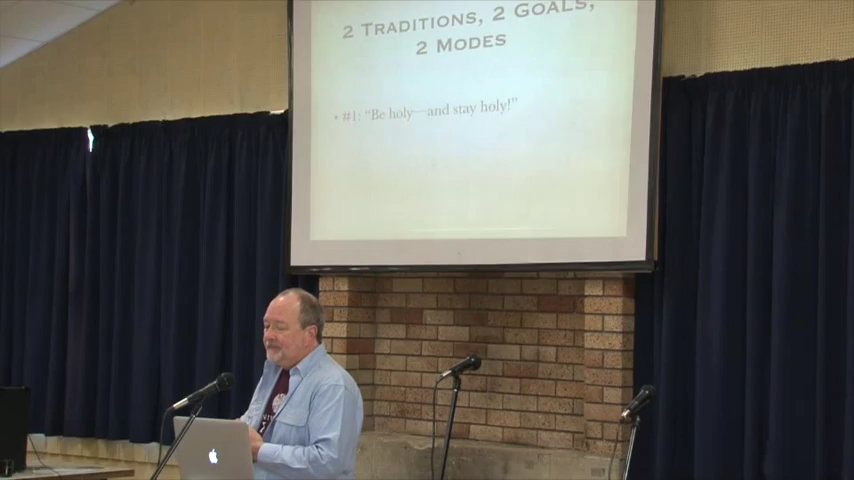 2 Traditions, 2 Goals,
2 Modes
• #1: “Be holy—and stay holy!”